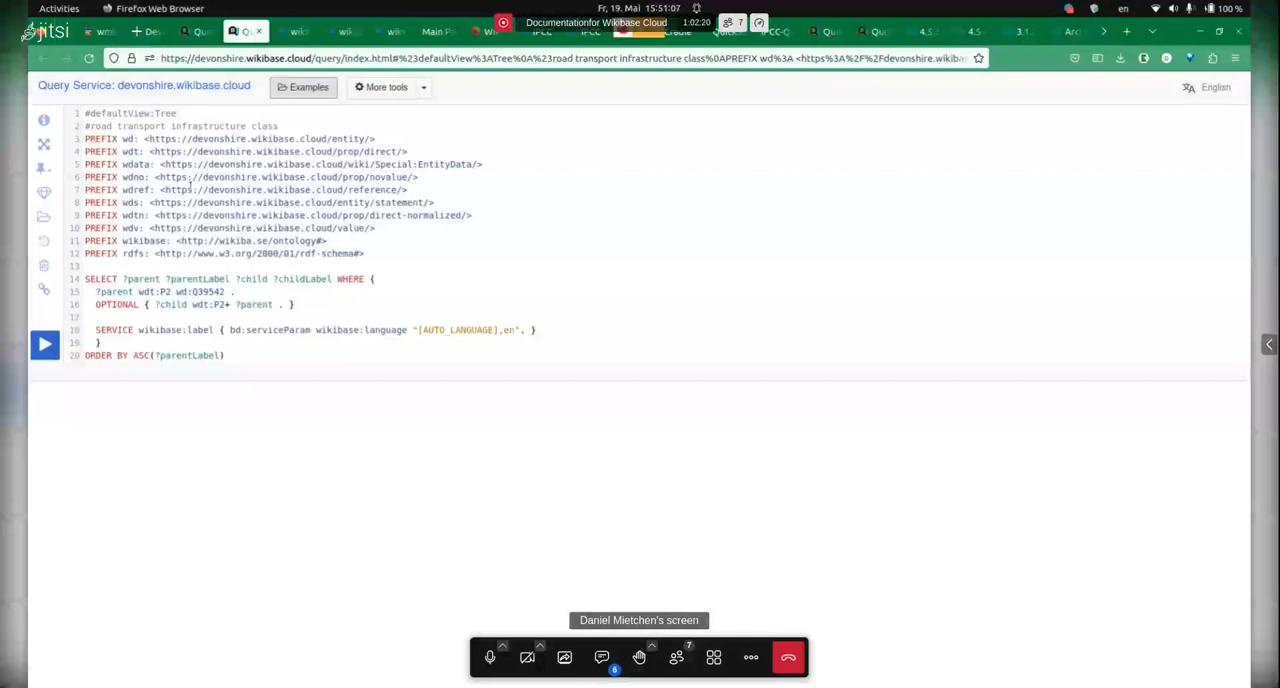 Activities Firefox Web Browser Fr, 19. Mai 15:51:07 en 100 %
jitsi
Documentationfor Wikibase Cloud 1:02:20 7
https://devonshire.wikibase.cloud/query/index.html#%23defaultView%3ATree%0A%23road transport infrastructure class%0APREFIX wd%3A <https%3A%2F%2Fdevonshire.wikiba
Query Service: devonshire.wikibase.cloud Examples More tools English
1 #defaultView:Tree
2 #road transport infrastructure class
3 PREFIX wd: <https://devonshire.wikibase.cloud/entity/>
4 PREFIX wdt: <https://devonshire.wikibase.cloud/prop/direct/>
5 PREFIX wdata: <https://devonshire.wikibase.cloud/wiki/Special:EntityData/>
6 PREFIX wdno: <https://devonshire.wikibase.cloud/prop/novalue/>
7 PREFIX wdref: <https://devonshire.wikibase.cloud/reference/>
8 PREFIX wds: <https://devonshire.wikibase.cloud/entity/statement/>
9 PREFIX wdtn: <https://devonshire.wikibase.cloud/prop/direct-normalized/>
10 PREFIX wdv: <https://devonshire.wikibase.cloud/value/>
11 PREFIX wikibase: <http://wikiba.se/ontology#>
12 PREFIX rdfs: <http://www.w3.org/2000/01/rdf-schema#>
13
14 SELECT ?parent ?parentLabel ?child ?childLabel WHERE {
15 ?parent wdt:P2 wd:Q39542 .
16 OPTIONAL { ?child wdt:P2+ ?parent . }
17
18 SERVICE wikibase:label { bd:serviceParam wikibase:language "[AUTO_LANGUAGE],en". }
19 }
20 ORDER BY ASC(?parentLabel)
Daniel Mietchen's screen
6 7